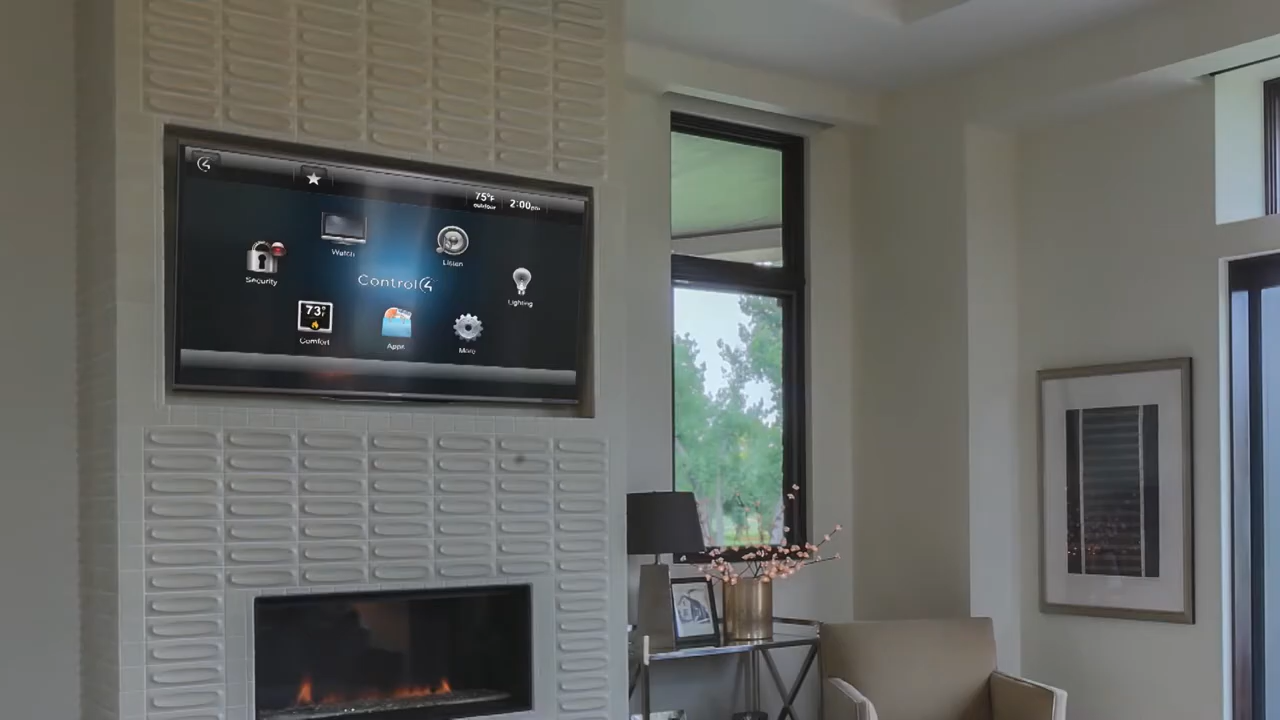 75°F
outdoor
2:00pm
Watch
Listen
Security
Control4
Lighting
73°F
Comfort
Apps
More